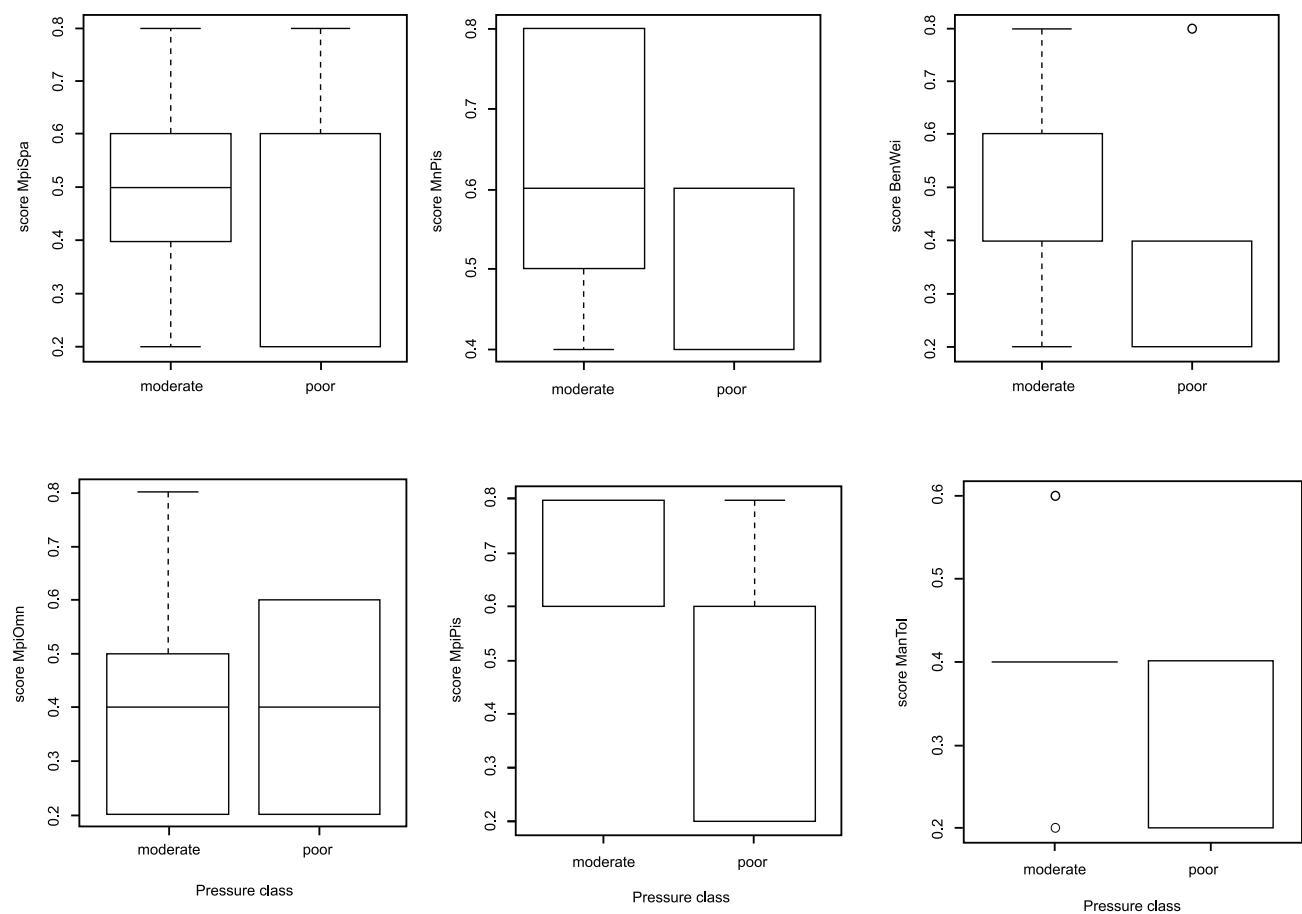 score MpiSpa
0.2 0.3 0.4 0.5 0.6 0.7 0.8
moderate poor
score MnPis
0.4 0.5 0.6 0.7 0.8
moderate poor
score BenWei
0.2 0.3 0.4 0.5 0.6 0.7 0.8
moderate poor
score MpiOmn
0.2 0.3 0.4 0.5 0.6 0.7 0.8
moderate poor
Pressure class
score MpiPis
0.2 0.3 0.4 0.5 0.6 0.7 0.8
moderate poor
Pressure class
score ManTol
0.2 0.3 0.4 0.5 0.6
moderate poor
Pressure class